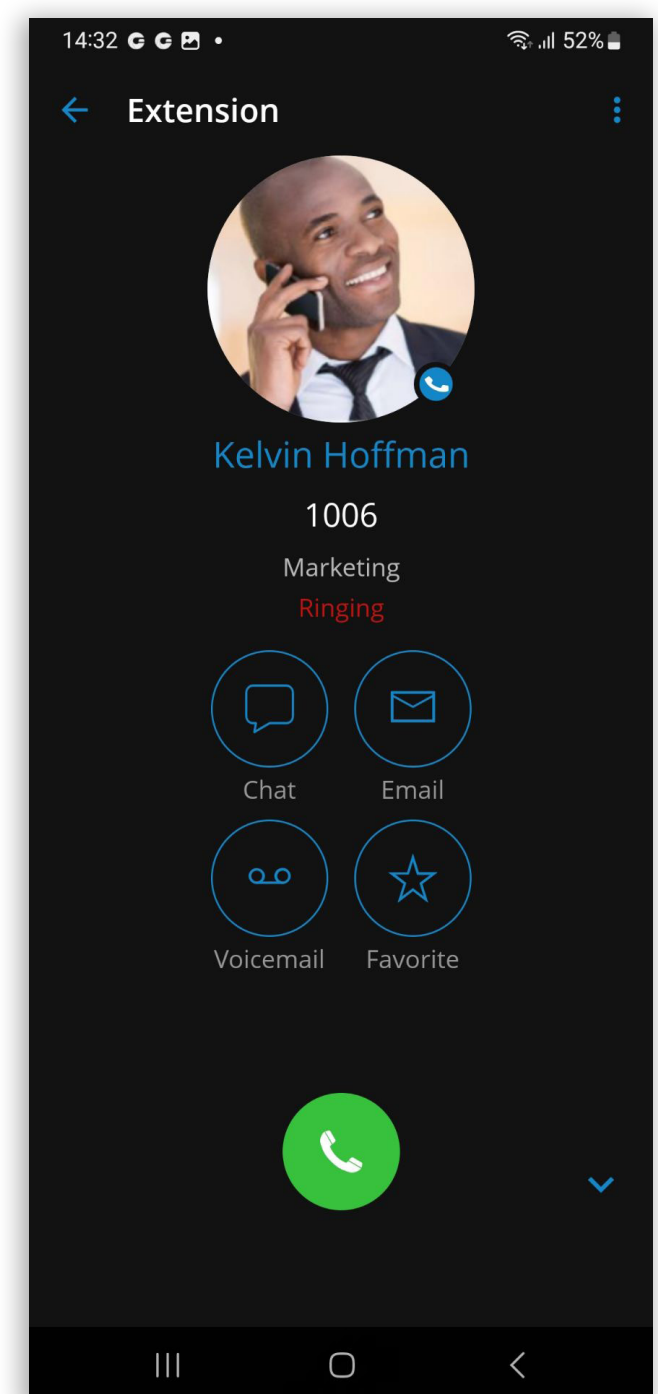 14:32 G G
52%
Extension
Kelvin Hoffman
1006
Marketing
Ringing
Chat Email
Voicemail Favorite